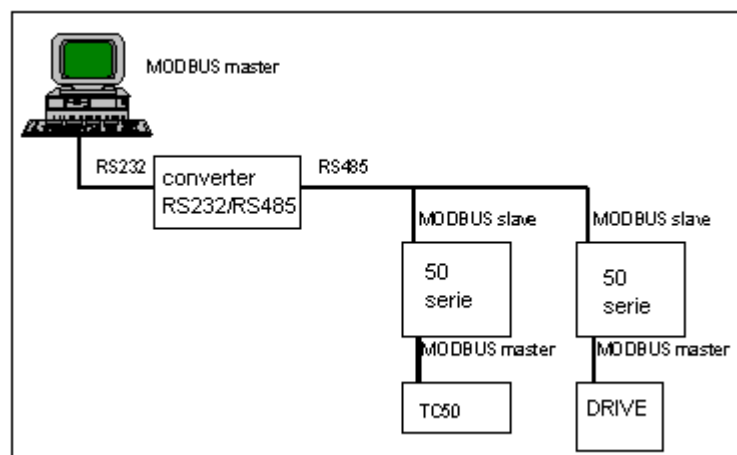 MODBUS master
RS232
RS485
converter
RS232/RS485
MODBUS slave
MODBUS slave
50
serie
50
serie
MODBUS master
MODBUS master
TC50
DRIVE